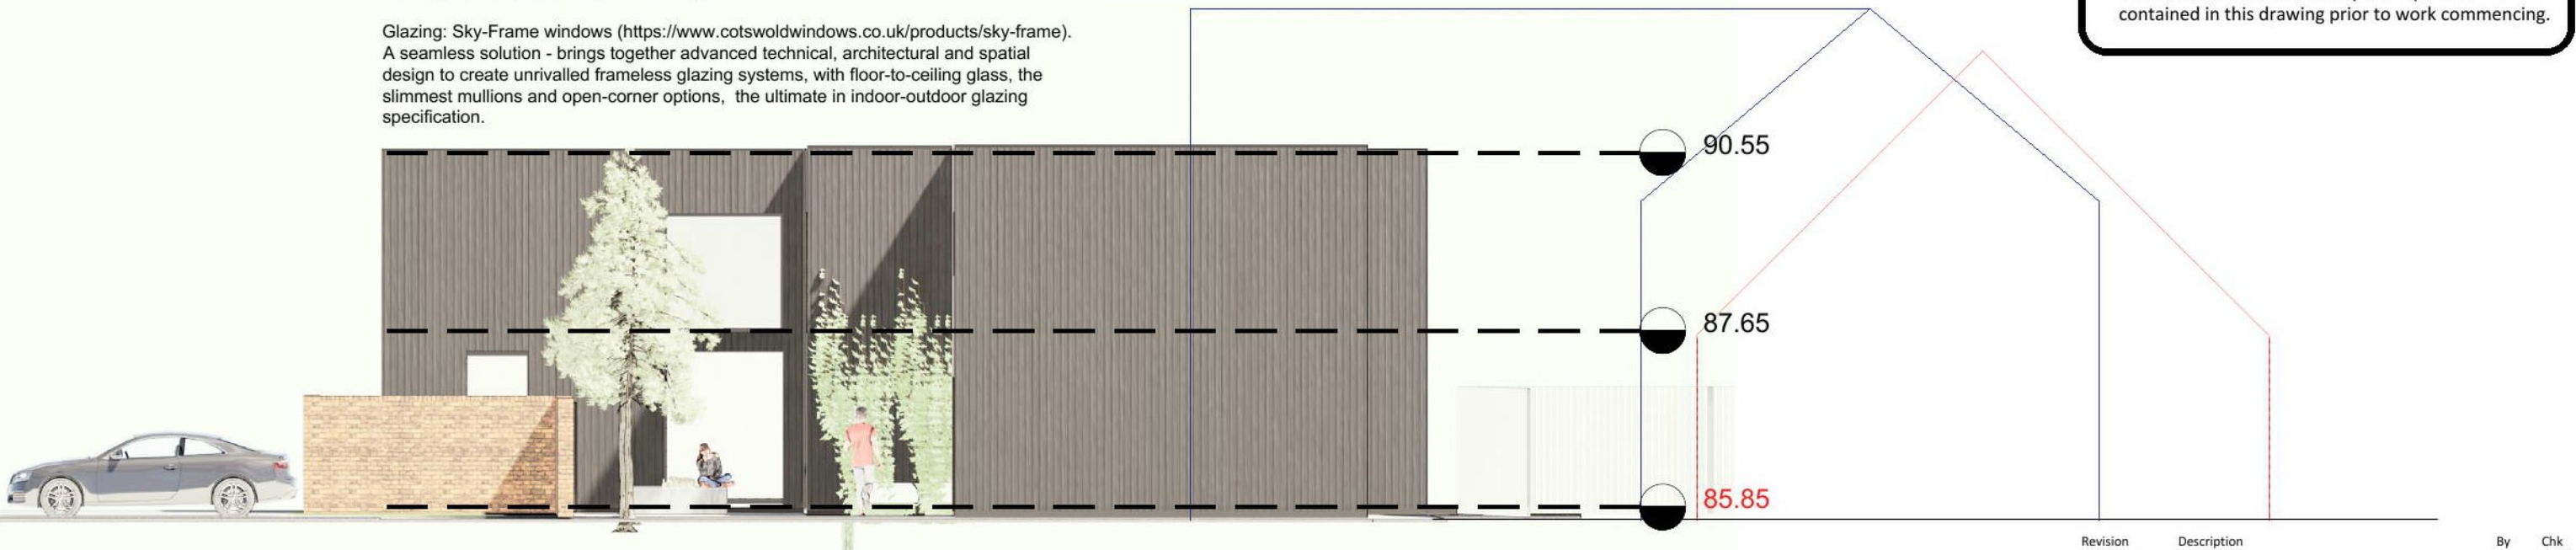 contained in this drawing prior to work commencing.
Glazing: Sky-Frame windows (https://www.cotswoldwindows.co.uk/products/sky-frame).
A seamless solution - brings together advanced technical, architectural and spatial
design to create unrivalled frameless glazing systems, with floor-to-ceiling glass, the
slimmest mullions and open-corner options, the ultimate in indoor-outdoor glazing
specification.
90.55
87.65
85.85
Revision Description By Chk